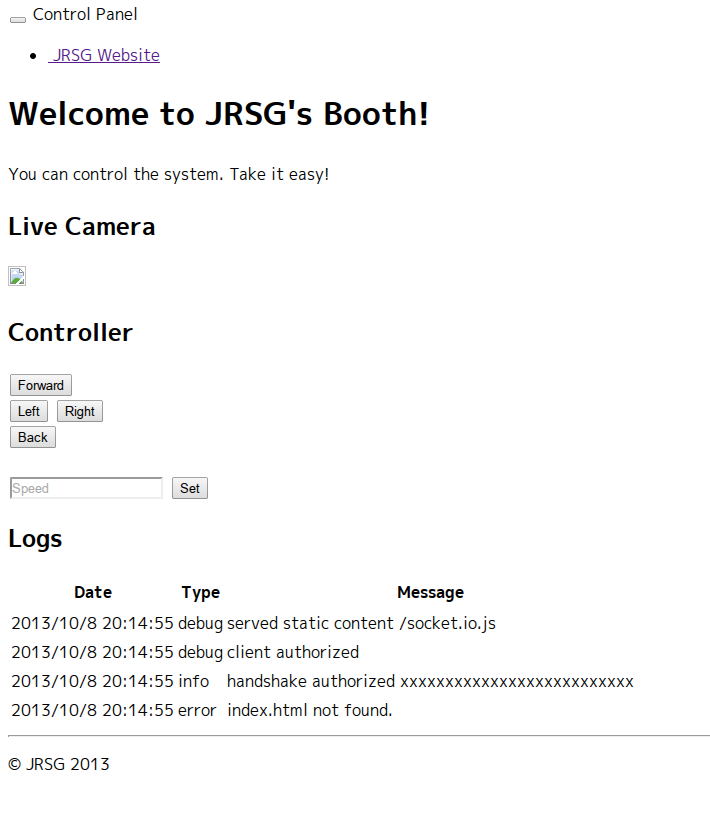 Control Panel
JRSG Website
Welcome to JRSG's Booth!
You can control the system. Take it easy!
Live Camera
Controller
Forward
Left Right
Back
Speed Set
Logs
Date Type Message
2013/10/8 20:14:55 debug served static content /socket.io.js
2013/10/8 20:14:55 debug client authorized
2013/10/8 20:14:55 info handshake authorized xxxxxxxxxxxxxxxxxxxxxxxxxx
2013/10/8 20:14:55 error index.html not found.
© JRSG 2013